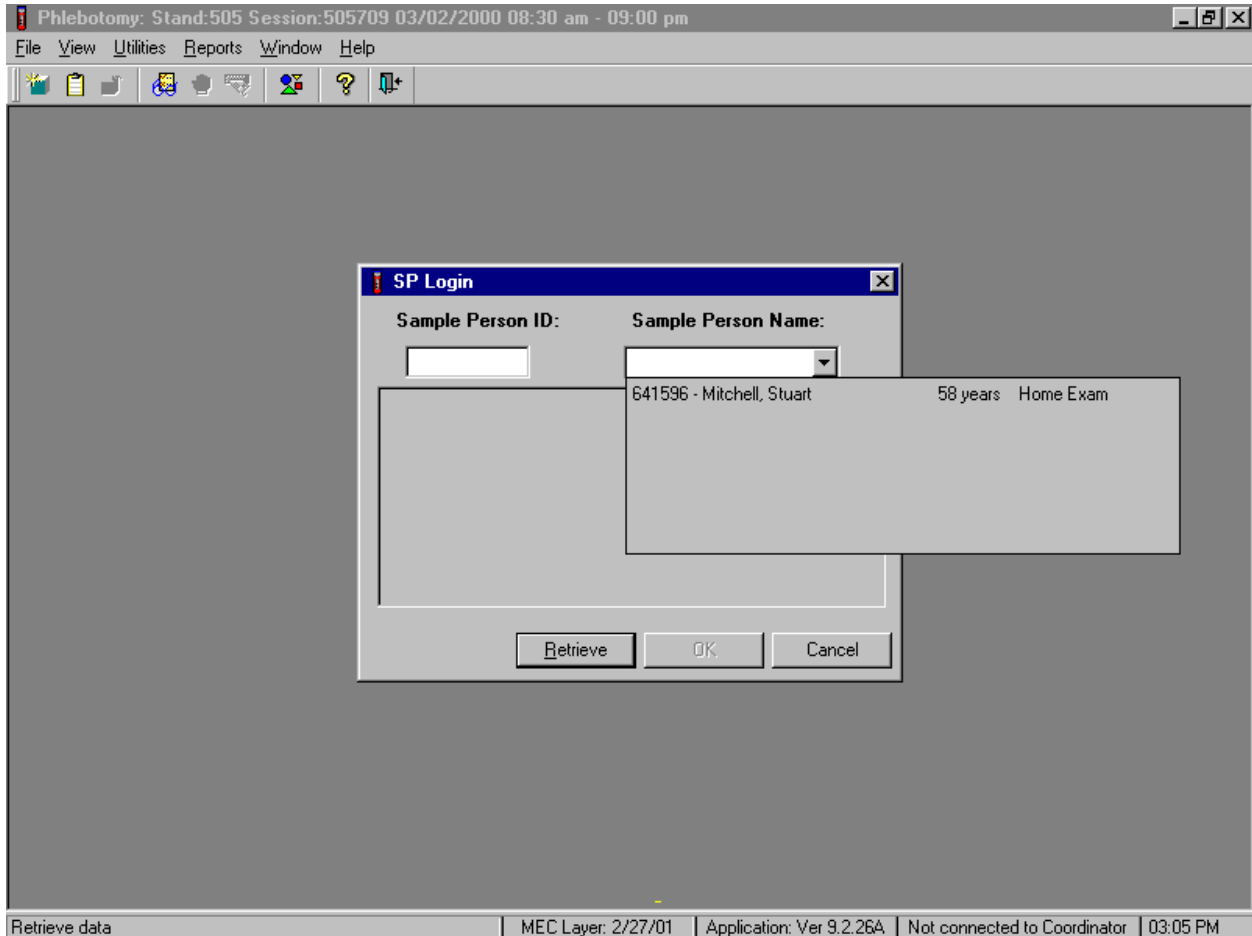 Phlebotomy: Stand:505 Session:505709 03/02/2000 08:30 am - 09:00 pm
File View Utilities Reports Window Help
SP Login
Sample Person ID: Sample Person Name:
641596 - Mitchell, Stuart 58 years Home Exam
Retrieve OK Cancel
Retrieve data MEC Layer: 2/27/01 Application: Ver 9.2.26A Not connected to Coordinator 03:05 PM